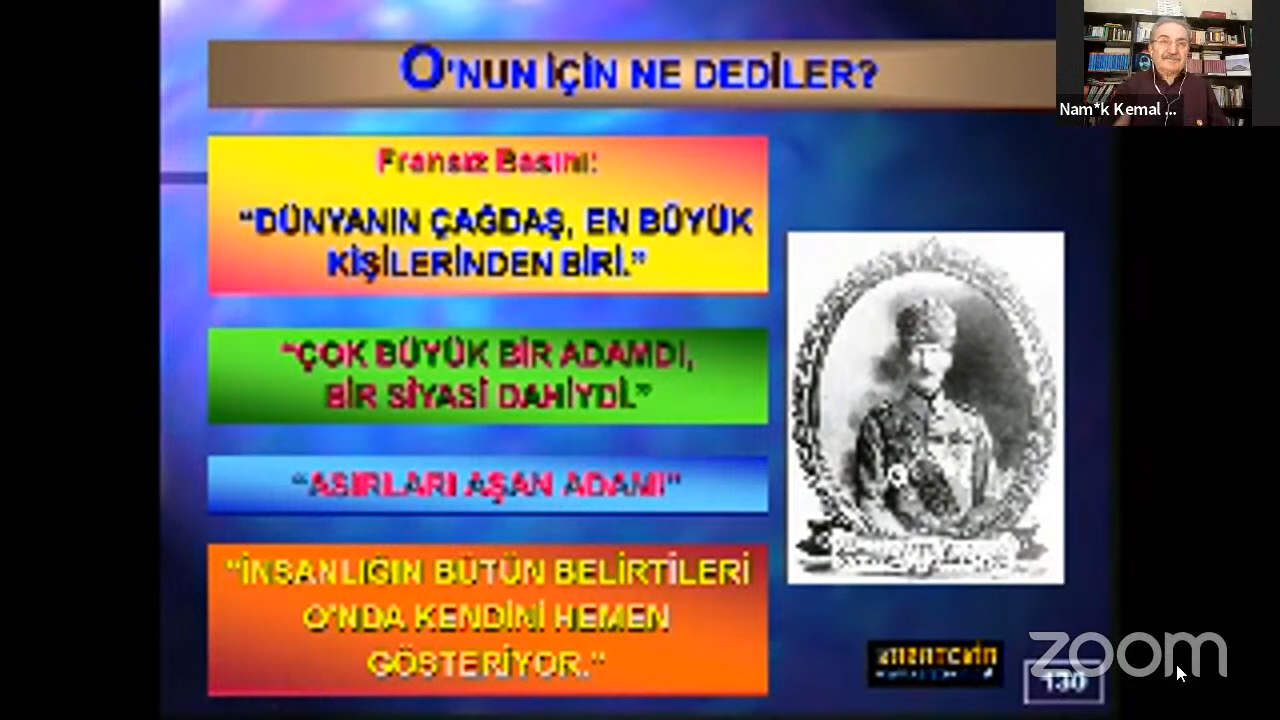 O'NUN İÇİN NE DEDİLER?
Nam*k Kemal ...
Fransız Basını:
“DÜNYANIN ÇAĞDAŞ, EN BÜYÜK
KİŞİLERİNDEN BİRİ.”
“ÇOK BÜYÜK BİR ADAMDI,
BİR SİYASİ DAHİYDİ.”
“ASIRLARI AŞAN ADAM!”
“İNSANLIĞIN BÜTÜN BELİRTİLERİ
O'NDA KENDİNİ HEMEN
GÖSTERİYOR.”
zoom
130